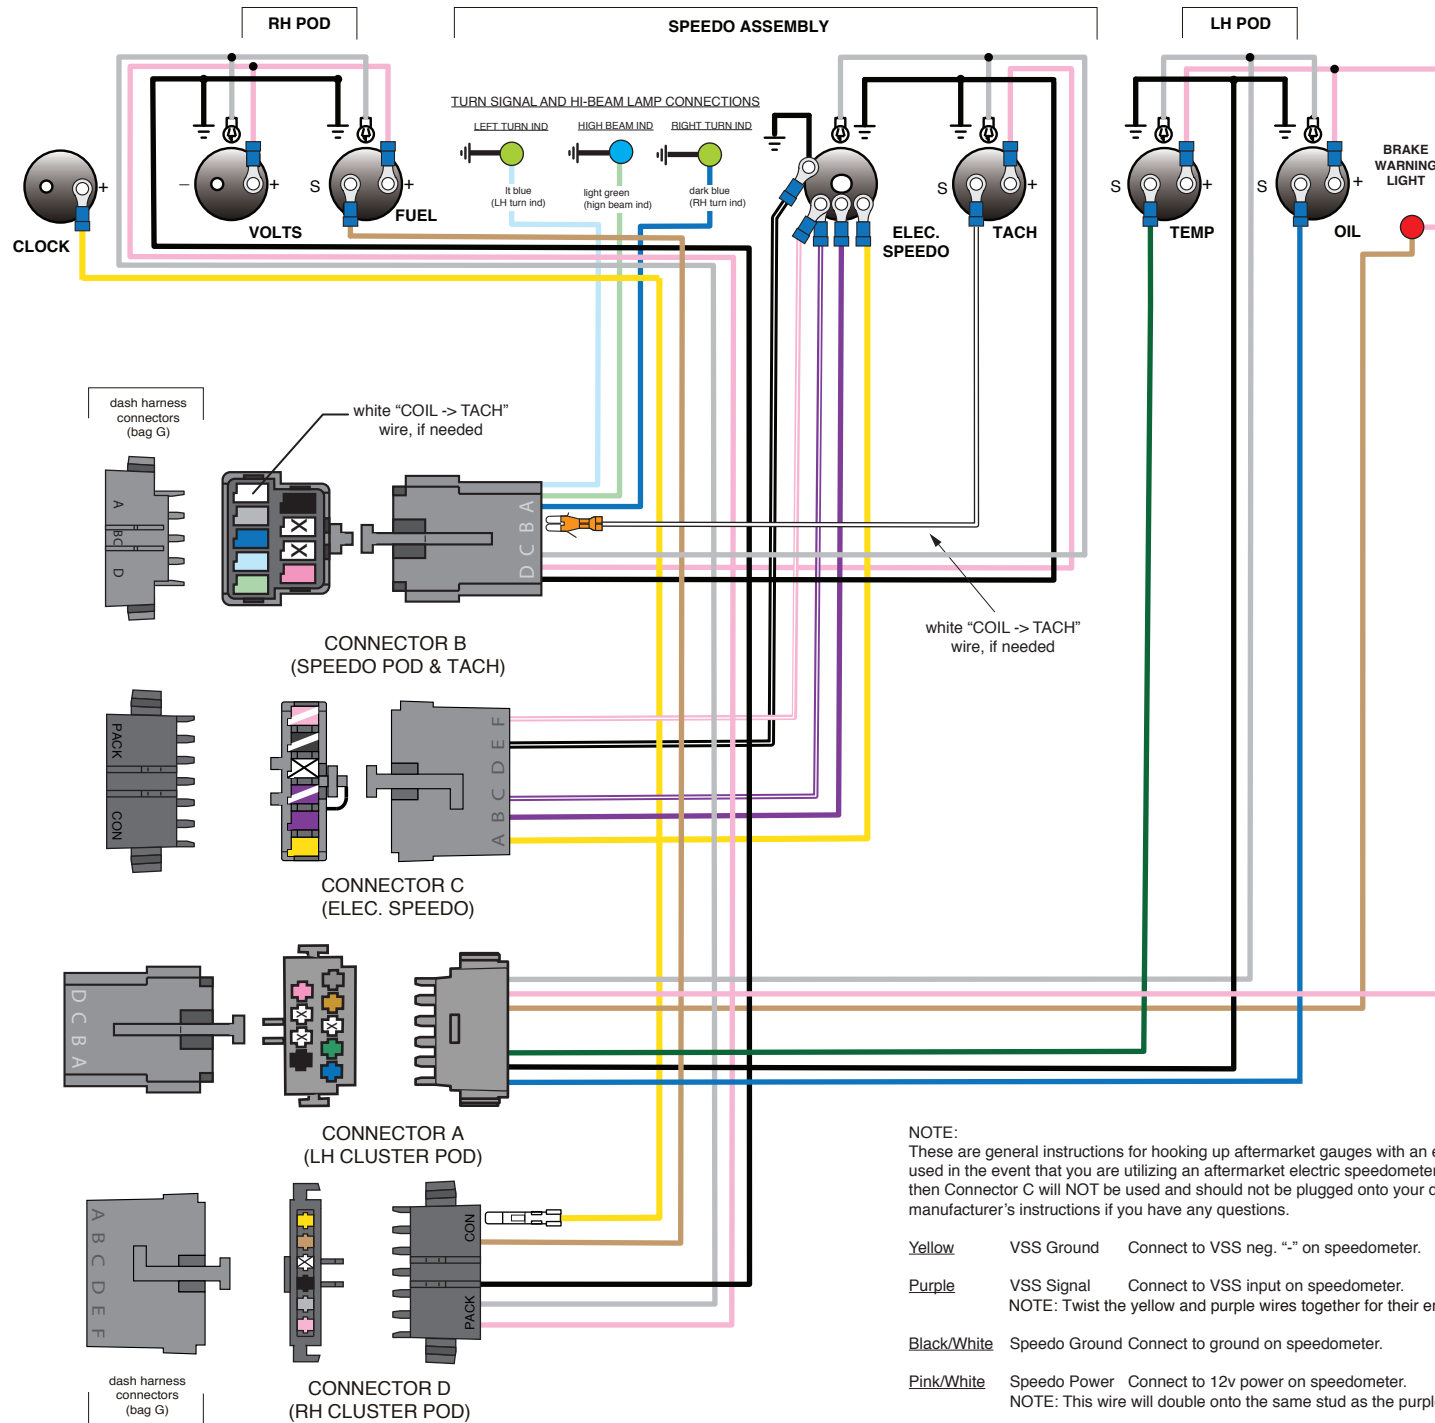 RH POD
SPEEDO ASSEMBLY
LH POD
TURN SIGNAL AND HI-BEAM LAMP CONNECTIONS
LEFT TURN IND
HIGH BEAM IND
RIGHT TURN IND
lt blue
(LH turn ind)
light green
(hign beam ind)
dark blue
(RH turn ind)
BRAKE
WARNING
LIGHT
+
CLOCK
–
+
VOLTS
S
+
FUEL
ELEC.
SPEEDO
S
+
TACH
S
+
TEMP
S
+
OIL
dash harness
connectors
(bag G)
white “COIL -> TACH”
wire, if needed
A
BC
D
X
X
D C B A
white “COIL -> TACH”
wire, if needed
CONNECTOR B
(SPEEDO POD & TACH)
PACK
CON
A B C D E F
CONNECTOR C
(ELEC. SPEEDO)
D C B A
X
X
X
CONNECTOR A
(LH CLUSTER POD)
A B C D E F
X
CON
PACK
CONNECTOR D
(RH CLUSTER POD)
dash harness
connectors
(bag G)
NOTE:
These are general instructions for hooking up aftermarket gauges with an
used in the event that you are utilizing an aftermarket electric speedometer
then Connector C will NOT be used and should not be plugged onto your
manufacturer’s instructions if you have any questions.
Yellow VSS Ground Connect to VSS neg. “-” on speedometer.
Purple VSS Signal Connect to VSS input on speedometer.
NOTE: Twist the yellow and purple wires together for their
Black/White Speedo Ground Connect to ground on speedometer.
Pink/White Speedo Power Connect to 12v power on speedometer.
NOTE: This wire will double onto the same stud as the purple